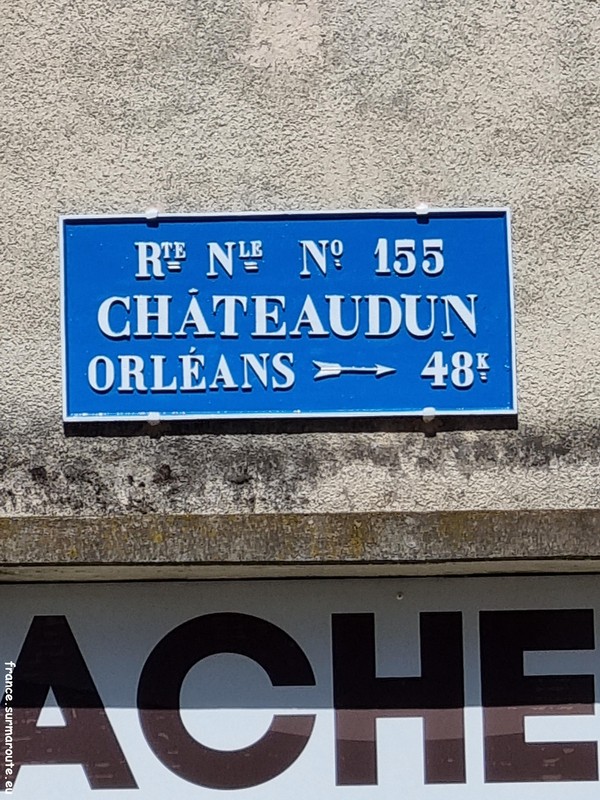 Rᵀᴱ Nᴸᴱ Nº 155
CHÂTEAUDUN
ORLÉANS → 48ᴷ
ACHE
france.surmaroute.eu